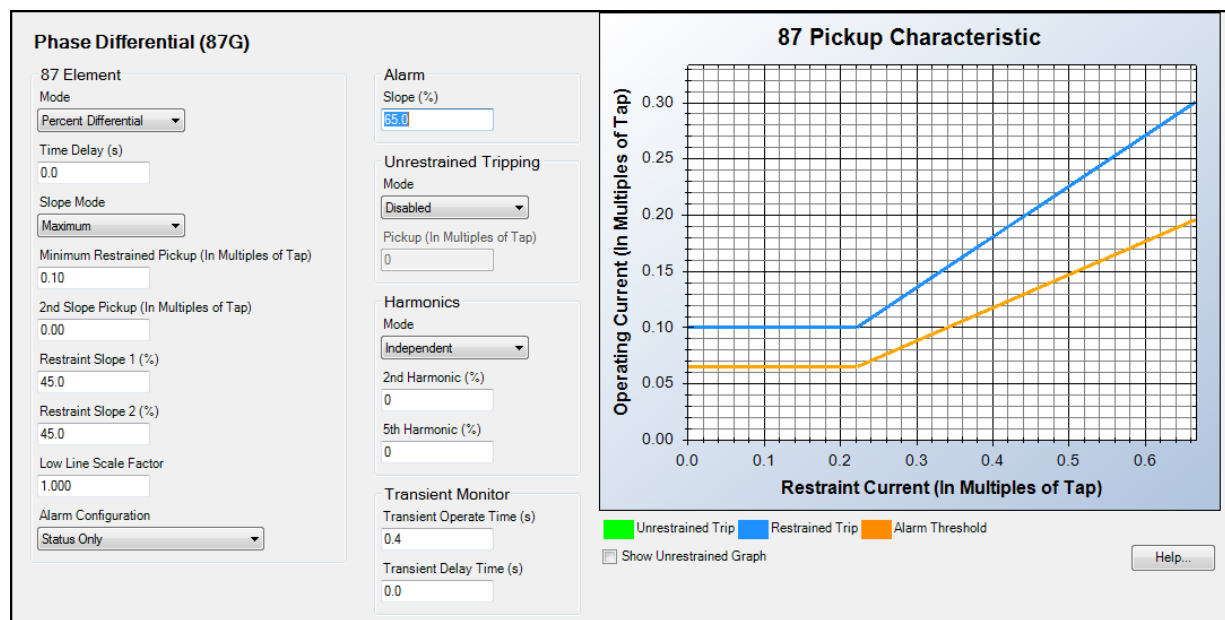 Phase Differential (87G)
87 Element
Mode
Percent Differential
Time Delay (s)
0.0
Slope Mode
Maximum
Minimum Restrained Pickup (In Multiples of Tap)
0.10
2nd Slope Pickup (In Multiples of Tap)
0.00
Restraint Slope 1 (%)
45.0
Restraint Slope 2 (%)
45.0
Low Line Scale Factor
1.000
Alarm Configuration
Status Only
Alarm
Slope (%)
65.0
Unrestrained Tripping
Mode
Disabled
Pickup (In Multiples of Tap)
0
Harmonics
Mode
Independent
2nd Harmonic (%)
0
5th Harmonic (%)
0
Transient Monitor
Transient Operate Time (s)
0.4
Transient Delay Time (s)
0.0
87 Pickup Characteristic
Operating Current (In Multiples of Tap)
0.30
0.25
0.20
0.15
0.10
0.05
0.00
0.0 0.1 0.2 0.3 0.4 0.5 0.6
Restraint Current (In Multiples of Tap)
Unrestrained Trip Restrained Trip Alarm Threshold
Show Unrestrained Graph
Help...